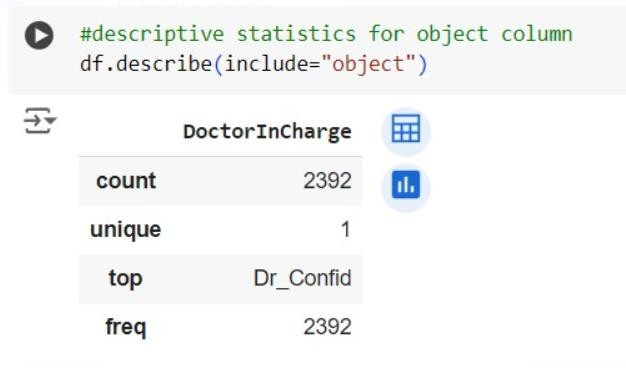 #descriptive statistics for object column
df.describe(include="object")
DoctorInCharge
count 2392
unique 1
top Dr_Confid
freq 2392